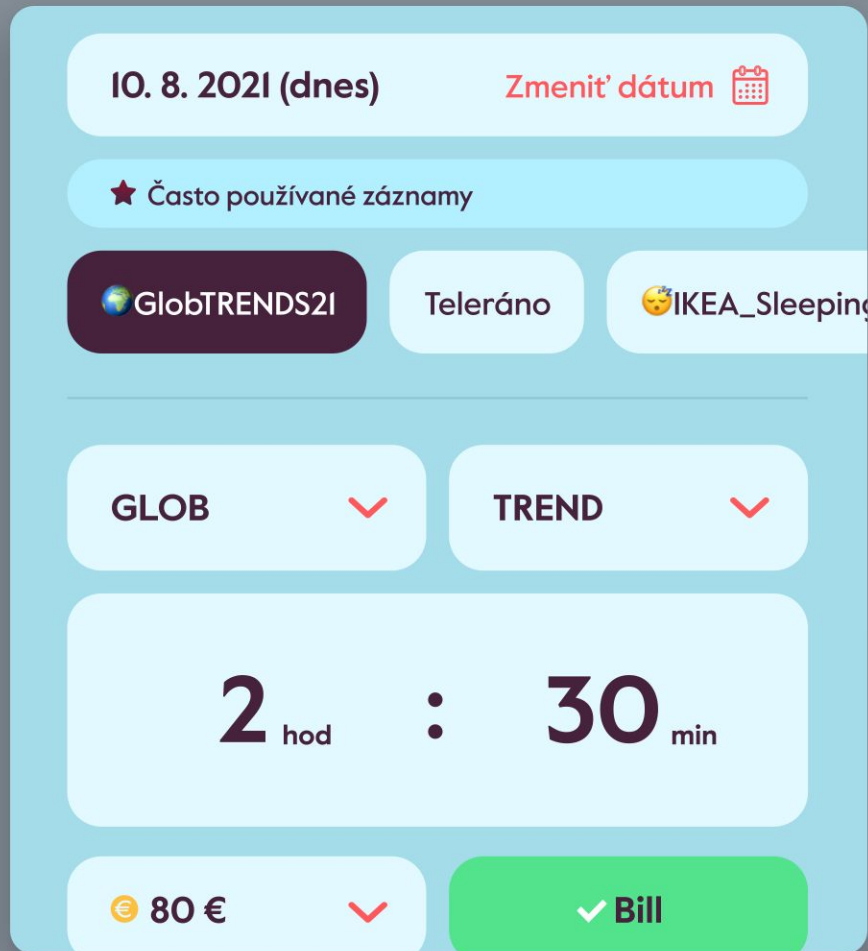 10. 8. 2021 (dnes) Zmeniť dátum
Často používané záznamy
GlobTRENDS21 Teleráno IKEA_Sleeping
GLOB TREND
2 hod : 30 min
80 € Bill